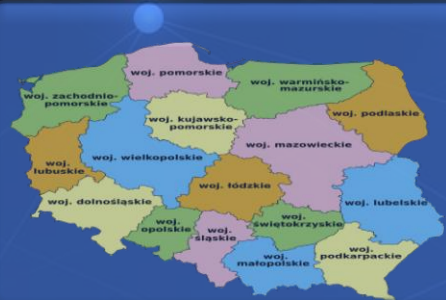 woj. pomorskie
woj. warmińsko-
mazurskie
woj. zachodnio-
pomorskie
woj. podlaskie
woj. kujawsko-
pomorskie
woj. mazowieckie
woj. wielkopolskie
woj.
lubuskie
woj. łódzkie
woj. dolnośląskie
woj. lubelskie
woj.
opolskie
woj.
śląskie
woj.
świętokrzyskie
woj.
małopolskie
woj.
podkarpackie